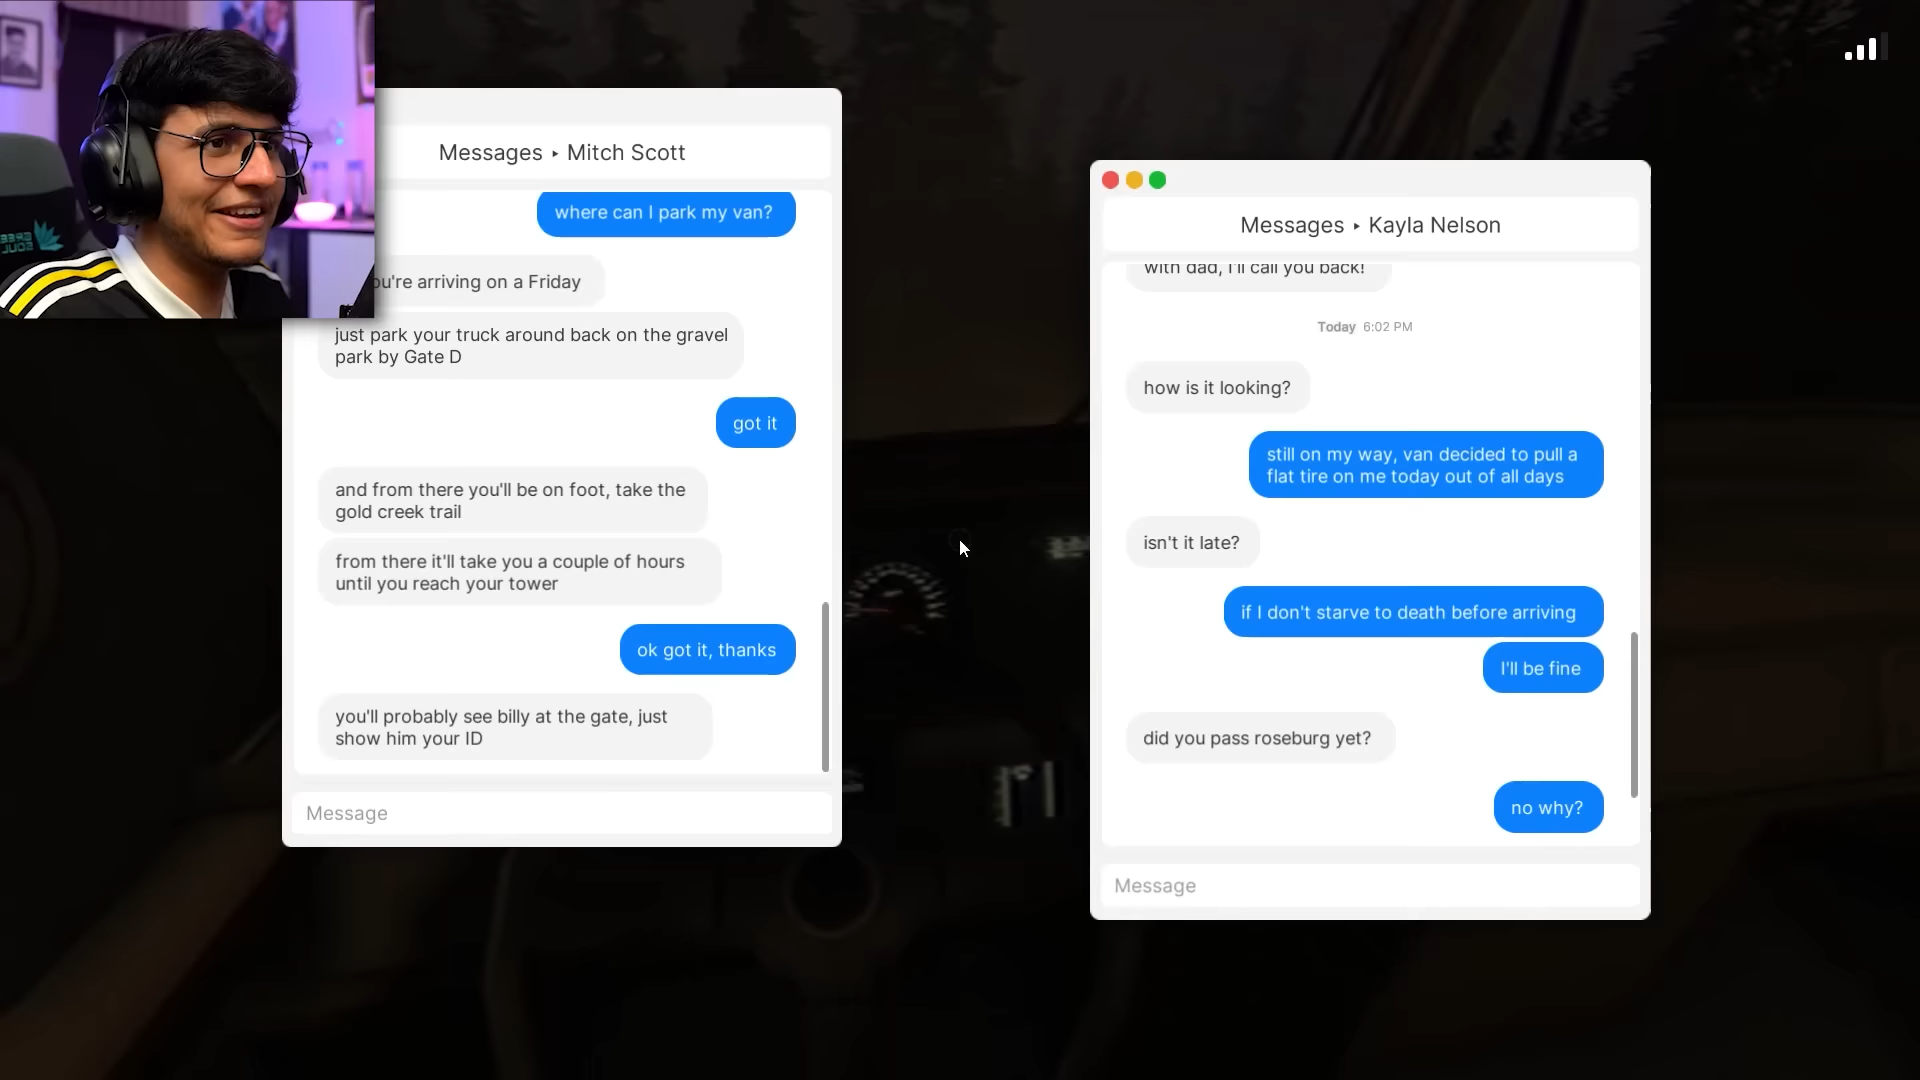 Messages ▸ Mitch Scott
where can I park my van?
ou're arriving on a Friday
just park your truck around back on the gravel
park by Gate D
got it
and from there you'll be on foot, take the
gold creek trail
from there it'll take you a couple of hours
until you reach your tower
ok got it, thanks
you'll probably see billy at the gate, just
show him your ID
Message
Messages ▸ Kayla Nelson
with dad, I'll call you back!
Today 6:02 PM
how is it looking?
still on my way, van decided to pull a
flat tire on me today out of all days
isn't it late?
if I don't starve to death before arriving
I'll be fine
did you pass roseburg yet?
no why?
Message